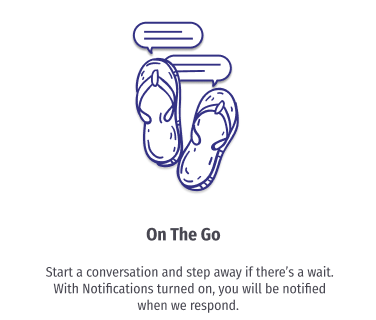 On The Go
Start a conversation and step away if there's a wait.
With Notifications turned on, you will be notified
when we respond.